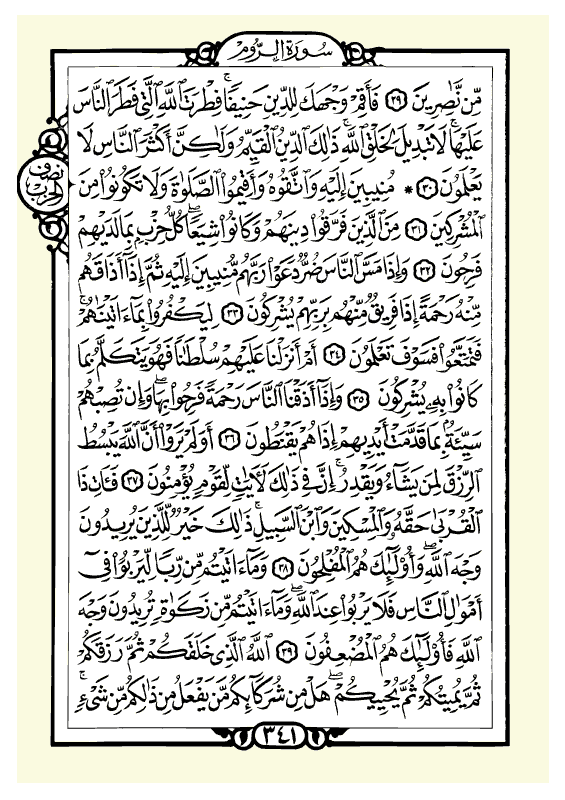 سُورَةُ الرُّومِ
مِّن نَّٰصِرِينَ ٢٩ فَأَقِمْ وَجْهَكَ لِلدِّينِ حَنِيفًا ۚ فِطْرَتَ ٱللَّهِ ٱلَّتِى فَطَرَ ٱلنَّاسَ
عَلَيْهَا ۚ لَا تَبْدِيلَ لِخَلْقِ ٱللَّهِ ۚ ذَٰلِكَ ٱلدِّينُ ٱلْقَيِّمُ وَلَٰكِنَّ أَكْثَرَ ٱلنَّاسِ لَا
يَعْلَمُونَ ٣٠ * مُنِيبِينَ إِلَيْهِ وَٱتَّقُوهُ وَأَقِيمُوا۟ ٱلصَّلَوٰةَ وَلَا تَكُونُوا۟ مِنَ
ٱلْمُشْرِكِينَ ٣١ مِنَ ٱلَّذِينَ فَرَّقُوا۟ دِينَهُمْ وَكَانُوا۟ شِيَعًا ۖ كُلُّ حِزْبٍۭ بِمَا لَدَيْهِمْ
فَرِحُونَ ٣٢ وَإِذَا مَسَّ ٱلنَّاسَ ضُرٌّ دَعَوْا۟ رَبَّهُم مُّنِيبِينَ إِلَيْهِ ثُمَّ إِذَآ أَذَاقَهُم
مِّنْهُ رَحْمَةً إِذَا فَرِيقٌ مِّنْهُم بِرَبِّهِمْ يُشْرِكُونَ ٣٣ لِيَكْفُرُوا۟ بِمَآ ءَاتَيْنَٰهُمْ ۚ
فَتَمَتَّعُوا۟ فَسَوْفَ تَعْلَمُونَ ٣٤ أَمْ أَنزَلْنَا عَلَيْهِمْ سُلْطَٰنًا فَهُوَ يَتَكَلَّمُ بِمَا
كَانُوا۟ بِهِۦ يُشْرِكُونَ ٣٥ وَإِذَآ أَذَقْنَا ٱلنَّاسَ رَحْمَةً فَرِحُوا۟ بِهَا ۖ وَإِن تُصِبْهُمْ
سَيِّئَةٌۢ بِمَا قَدَّمَتْ أَيْدِيهِمْ إِذَا هُمْ يَقْنَطُونَ ٣٦ أَوَلَمْ يَرَوْا۟ أَنَّ ٱللَّهَ يَبْسُطُ
ٱلرِّزْقَ لِمَن يَشَآءُ وَيَقْدِرُ ۚ إِنَّ فِى ذَٰلِكَ لَءَايَٰتٍ لِّقَوْمٍ يُؤْمِنُونَ ٣٧ فَـَٔاتِ ذَا
ٱلْقُرْبَىٰ حَقَّهُۥ وَٱلْمِسْكِينَ وَٱبْنَ ٱلسَّبِيلِ ۚ ذَٰلِكَ خَيْرٌ لِّلَّذِينَ يُرِيدُونَ
وَجْهَ ٱللَّهِ ۖ وَأُو۟لَٰٓئِكَ هُمُ ٱلْمُفْلِحُونَ ٣٨ وَمَآ ءَاتَيْتُم مِّن رِّبًا لِّيَرْبُوَا۟ فِىٓ
أَمْوَٰلِ ٱلنَّاسِ فَلَا يَرْبُوا۟ عِندَ ٱللَّهِ ۖ وَمَآ ءَاتَيْتُم مِّن زَكَوٰةٍ تُرِيدُونَ وَجْهَ
ٱللَّهِ فَأُو۟لَٰٓئِكَ هُمُ ٱلْمُضْعِفُونَ ٣٩ ٱللَّهُ ٱلَّذِى خَلَقَكُمْ ثُمَّ رَزَقَكُمْ
ثُمَّ يُمِيتُكُمْ ثُمَّ يُحْيِيكُمْ ۖ هَلْ مِن شُرَكَآئِكُم مَّن يَفْعَلُ مِن ذَٰلِكُم مِّن شَىْءٍ ۚ
نصف
الحزب
٣٤١